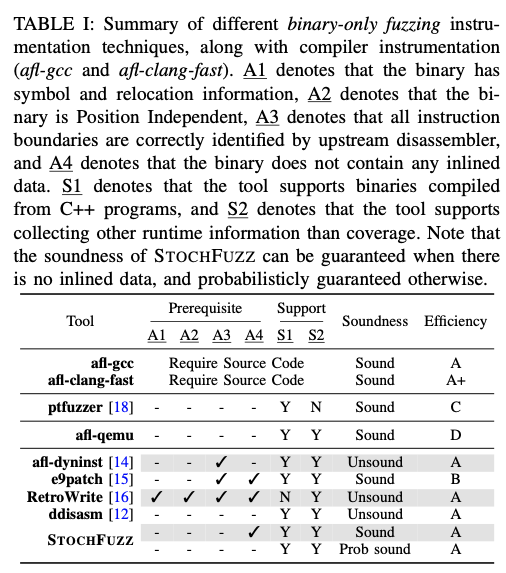 TABLE I: Summary of different binary-only fuzzing instru-
mentation techniques, along with compiler instrumentation
(afl-gcc and afl-clang-fast). A1 denotes that the binary has
symbol and relocation information, A2 denotes that the bi-
nary is Position Independent, A3 denotes that all instruction
boundaries are correctly identified by upstream disassembler,
and A4 denotes that the binary does not contain any inlined
data. S1 denotes that the tool supports binaries compiled
from C++ programs, and S2 denotes that the tool supports
collecting other runtime information than coverage. Note that
the soundness of STOCHFUZZ can be guaranteed when there
is no inlined data, and probabilisticly guaranteed otherwise.
Tool Prerequisite Support Soundness Efficiency
A1 A2 A3 A4 S1 S2
afl-gcc Require Source Code Sound A
afl-clang-fast Require Source Code Sound A+
ptfuzzer [18] - - - - Y N Sound C
afl-qemu - - - - Y Y Sound D
afl-dyninst [14] - - ✓ - Y Y Unsound A
e9patch [15] - - ✓ ✓ Y Y Sound B
RetroWrite [16] ✓ ✓ ✓ ✓ N Y Unsound A
ddisasm [12] - - - - Y Y Unsound A
STOCHFUZZ - - - ✓ Y Y Sound A
- - - - Y Y Prob sound A